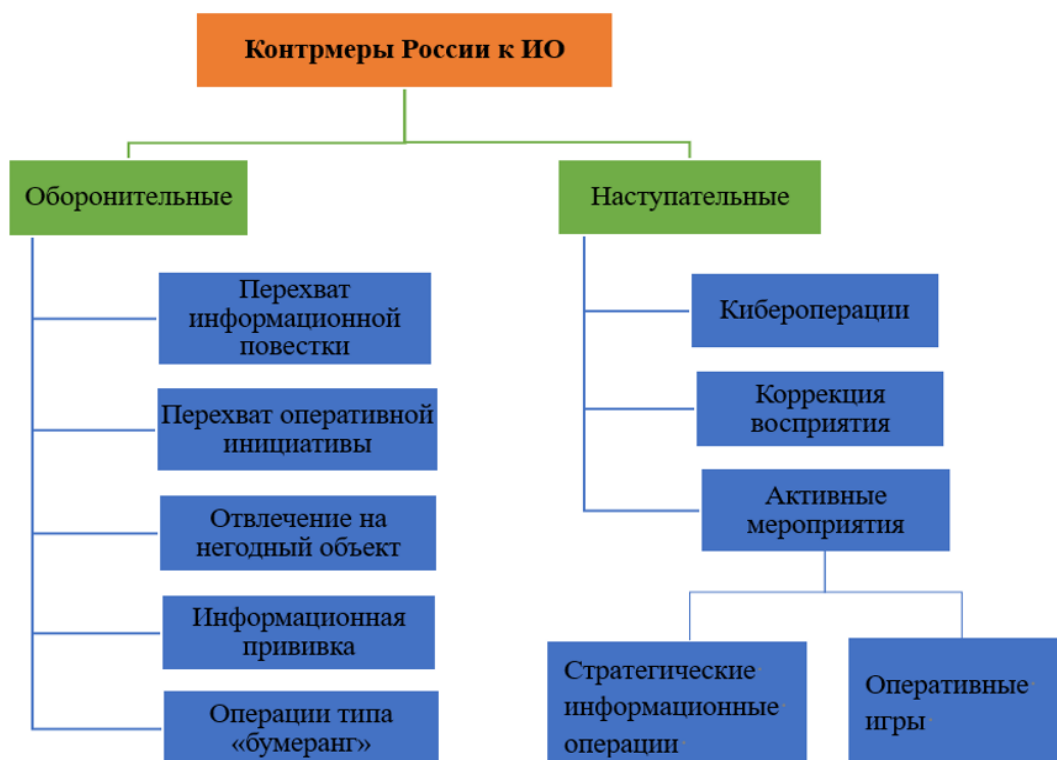 Контрмеры России к ИО
Оборонительные
Наступательные
Перехват
информационной
повестки
Перехват оперативной
инициативы
Отвлечение на
негодный объект
Информационная
прививка
Операции типа
«бумеранг»
Кибероперации
Коррекция
восприятия
Активные
мероприятия
Стратегические
информационные
операции
Оперативные
игры